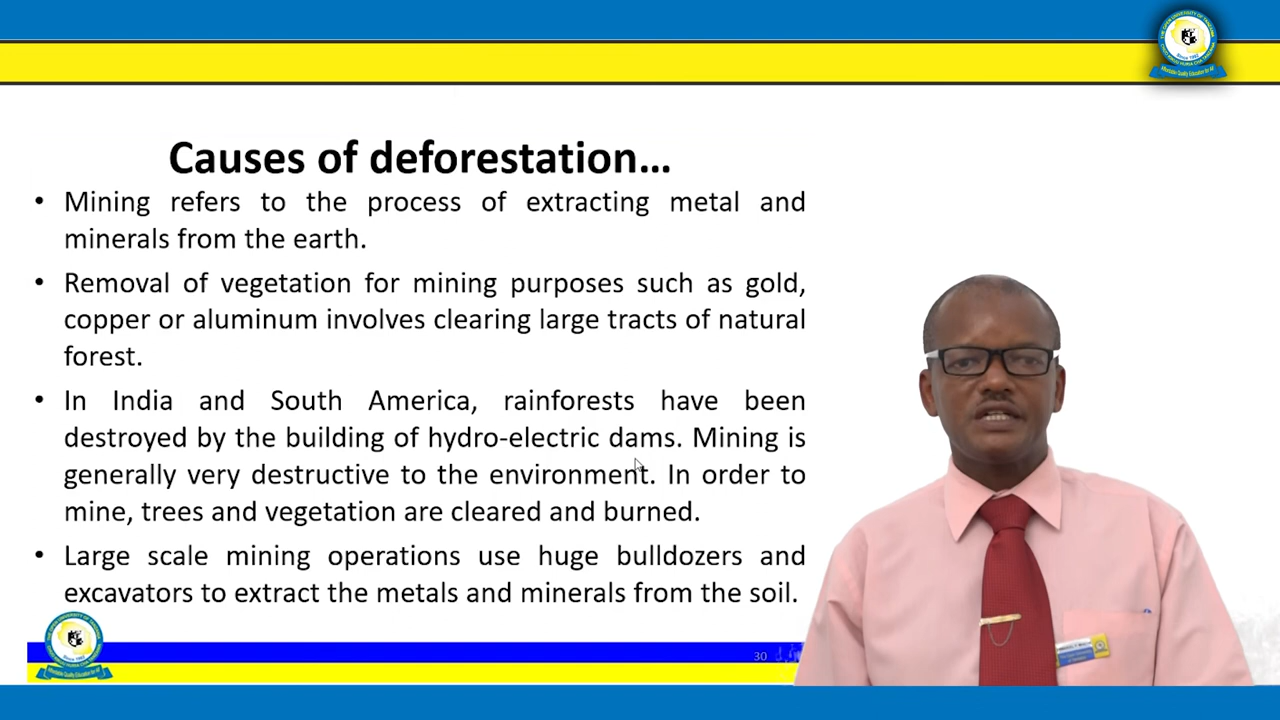 Causes of deforestation…
• Mining refers to the process of extracting metal and
minerals from the earth.
• Removal of vegetation for mining purposes such as gold,
copper or aluminum involves clearing large tracts of natural
forest.
• In India and South America, rainforests have been
destroyed by the building of hydro-electric dams. Mining is
generally very destructive to the environment. In order to
mine, trees and vegetation are cleared and burned.
• Large scale mining operations use huge bulldozers and
excavators to extract the metals and minerals from the soil.
30